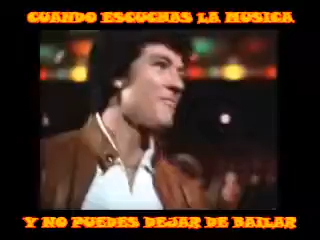 CUANDO ESCUCHAS LA MUSICA
Y NO PUEDES DEJAR DE BAILAR